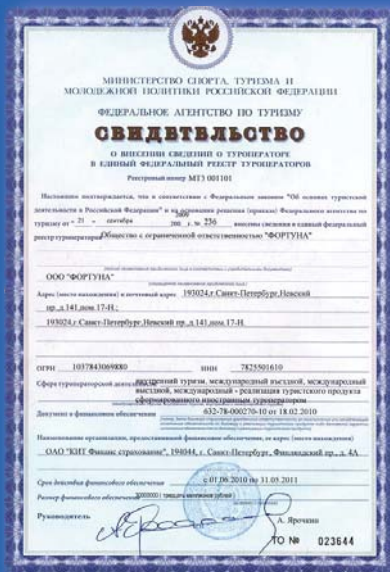 МИНИСТЕРСТВО СПОРТА, ТУРИЗМА И
МОЛОДЕЖНОЙ ПОЛИТИКИ РОССИЙСКОЙ ФЕДЕРАЦИИ
ФЕДЕРАЛЬНОЕ АГЕНТСТВО ПО ТУРИЗМУ
СВИДЕТЕЛЬСТВО
О ВНЕСЕНИИ СВЕДЕНИЙ О ТУРОПЕРАТОРЕ
В ЕДИНЫЙ ФЕДЕРАЛЬНЫЙ РЕЕСТР ТУРОПЕРАТОРОВ
Реестровый номер МТ3 001101
Настоящим подтверждается, что в соответствии с Федеральным законом "Об основах туристской
деятельности в Российской Федерации" и на основании решения (приказа) Федерального агентства по
2009
туризму от " 21 " сентября 200 г. № 236 внесены сведения в единый федеральный
реестр туроператоров Общество с ограниченной ответственностью "ФОРТУНА"
ООО "ФОРТУНА"
Адрес (место нахождения) и почтовый адрес 193024,г.Санкт-Петербург,Невский
пр.,д.141,пом.17-Н.;
193024,г.Санкт-Петербург,Невский пр.,д.141,пом.17-Н.
ОГРН 1037843069880 ИНН 7825501610
Сфера туроператорской деятельности внутренний туризм, международный въездной, международный
выездной, международный - реализация туристского продукта
сформированного иностранным туроператором
Документ о финансовом обеспечении 632-78-000270-10 от 18.02.2010
Наименование организации, предоставившей финансовое обеспечение, ее адрес (место нахождения)
ОАО "КИТ Финанс страхование", 194044, г. Санкт-Петербург, Финляндский пр., д. 4А
Срок действия финансового обеспечения с 01.06.2010 по 31.05.2011
Размер финансового обеспечения 30000000 ( тридцать миллионов рублей )
Руководитель А. Ярочкин
ТО № 023644